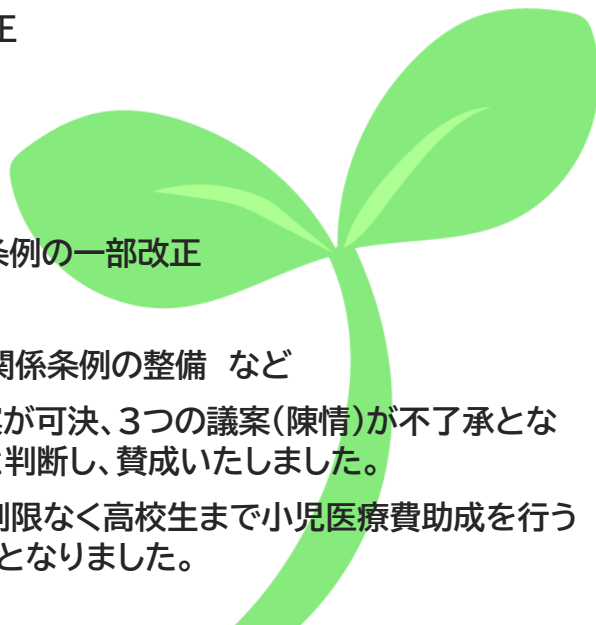 正
条例の一部改正
関係条例の整備 など
が可決、3つの議案(陳情)が不了承とな
判断し、賛成いたしました。
制限なく高校生まで小児医療費助成を行う
となりました。